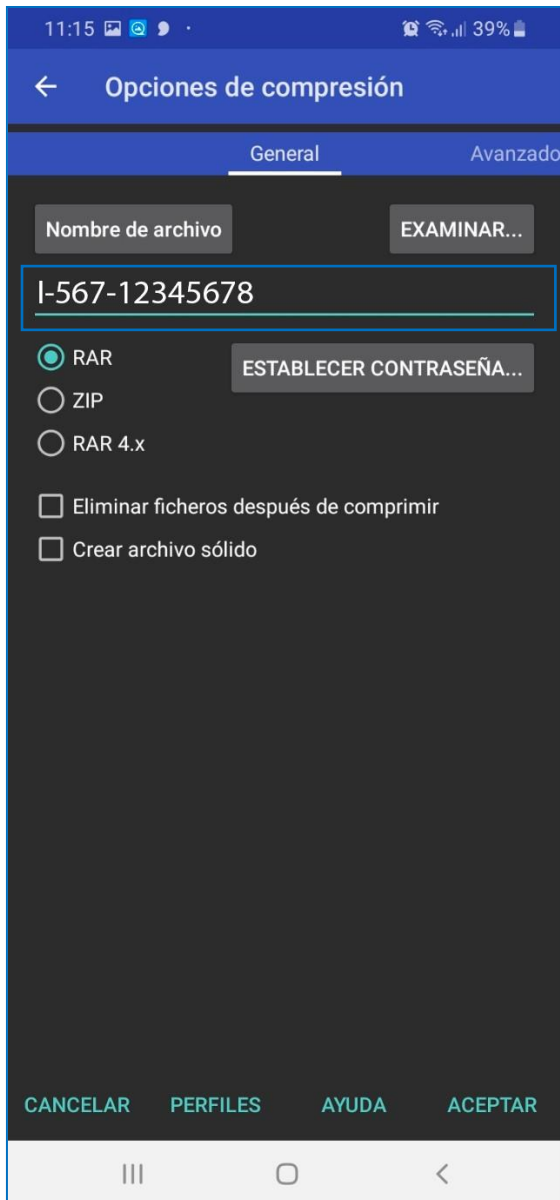 11:15 39%
Opciones de compresión
General Avanzado
Nombre de archivo EXAMINAR...
l-567-12345678
RAR ESTABLECER CONTRASEÑA...
ZIP
RAR 4.x
Eliminar ficheros después de comprimir
Crear archivo sólido
CANCELAR PERFILES AYUDA ACEPTAR